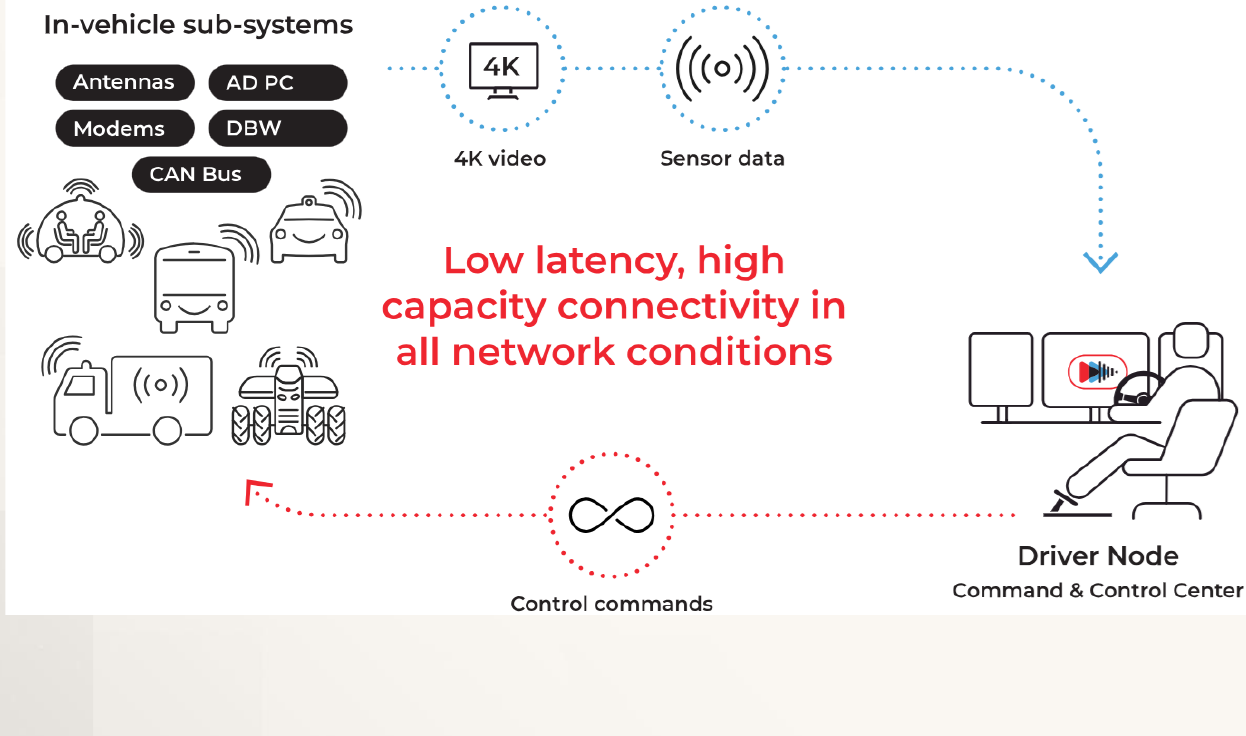 In-vehicle sub-systems
Antennas
AD PC
Modems
DBW
CAN Bus
4K
4K video
Sensor data
Low latency, high
capacity connectivity in
all network conditions
Control commands
Driver Node
Command & Control Center